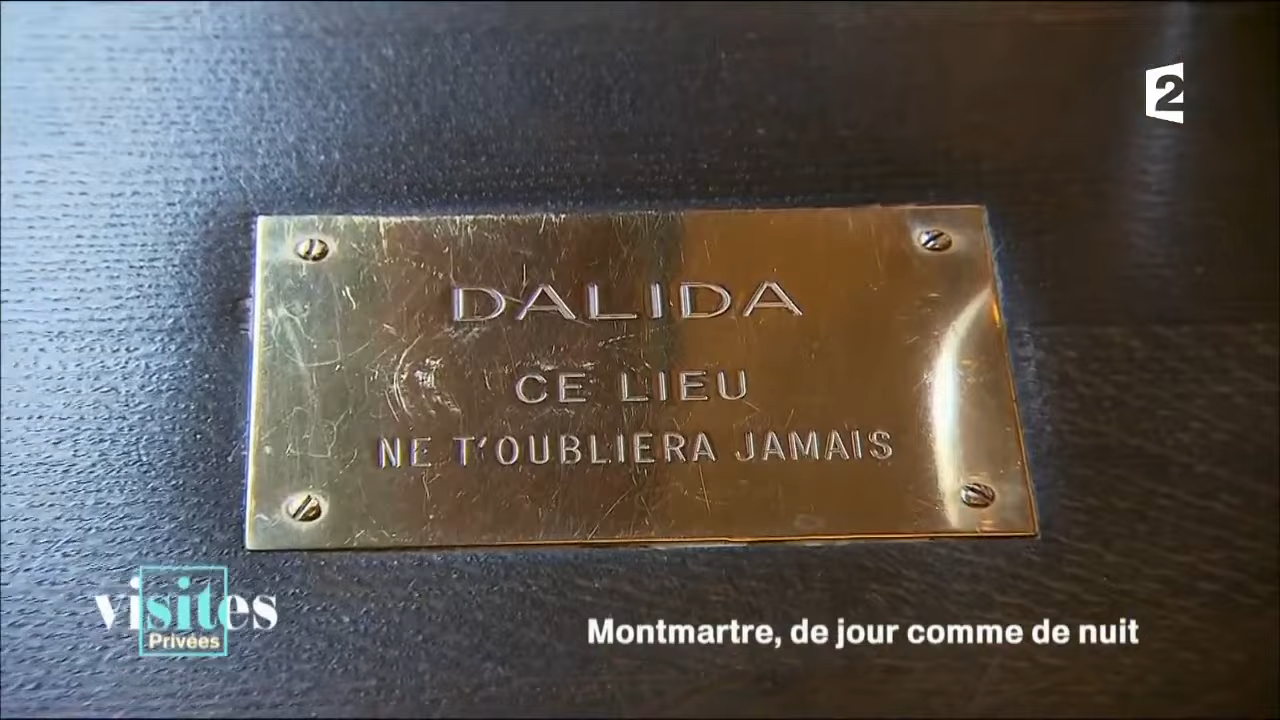 2
DALIDA
CE LIEU
NE T'OUBLIERA JAMAIS
visites
Privées
Montmartre, de jour comme de nuit